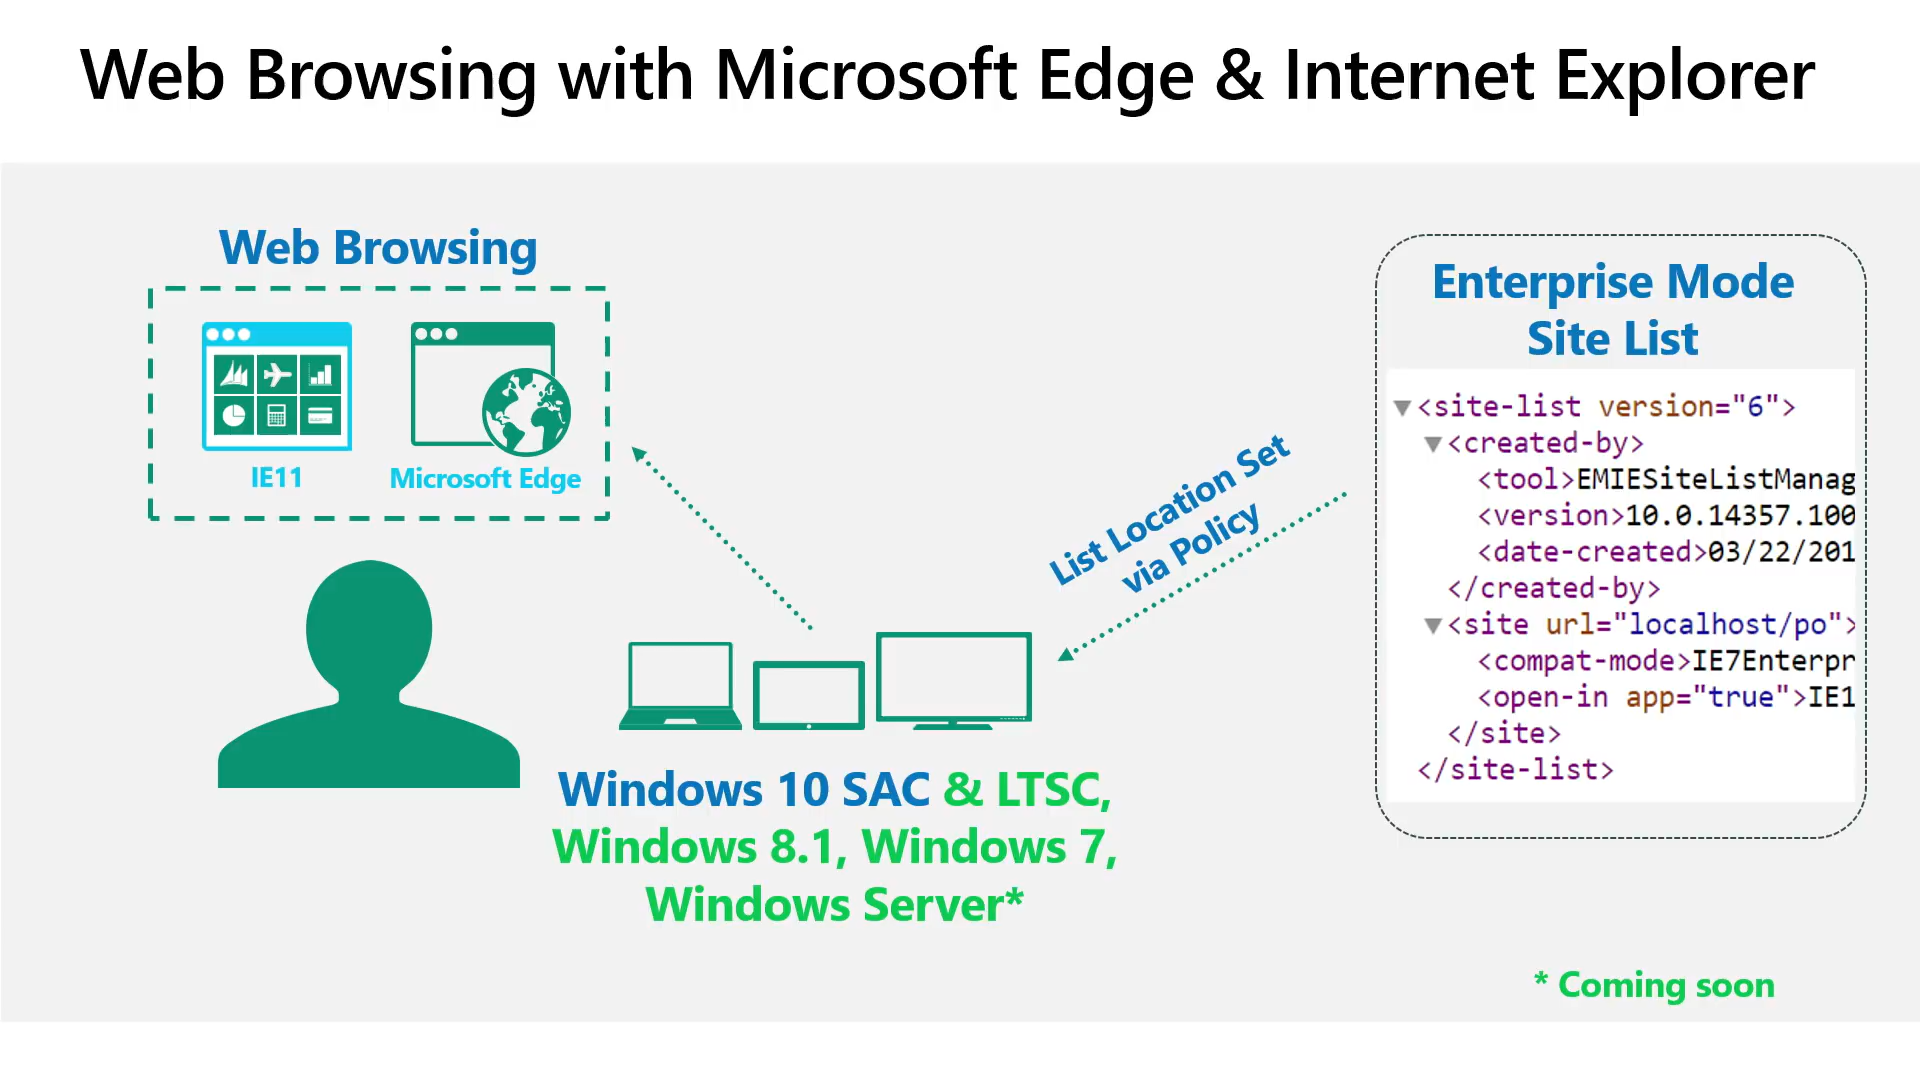 Web Browsing with Microsoft Edge & Internet Explorer
Web Browsing
IE11
Microsoft Edge
List Location Set
via Policy
Windows 10 SAC & LTSC,
Windows 8.1, Windows 7,
Windows Server*
Enterprise Mode
Site List
<site-list version="6">
<created-by>
<tool>EMIESiteListManag
<version>10.0.14357.100
<date-created>03/22/201
</created-by>
<site url="localhost/po">
<compat-mode>IE7Enterpr
<open-in app="true">IE1
</site>
</site-list>
* Coming soon